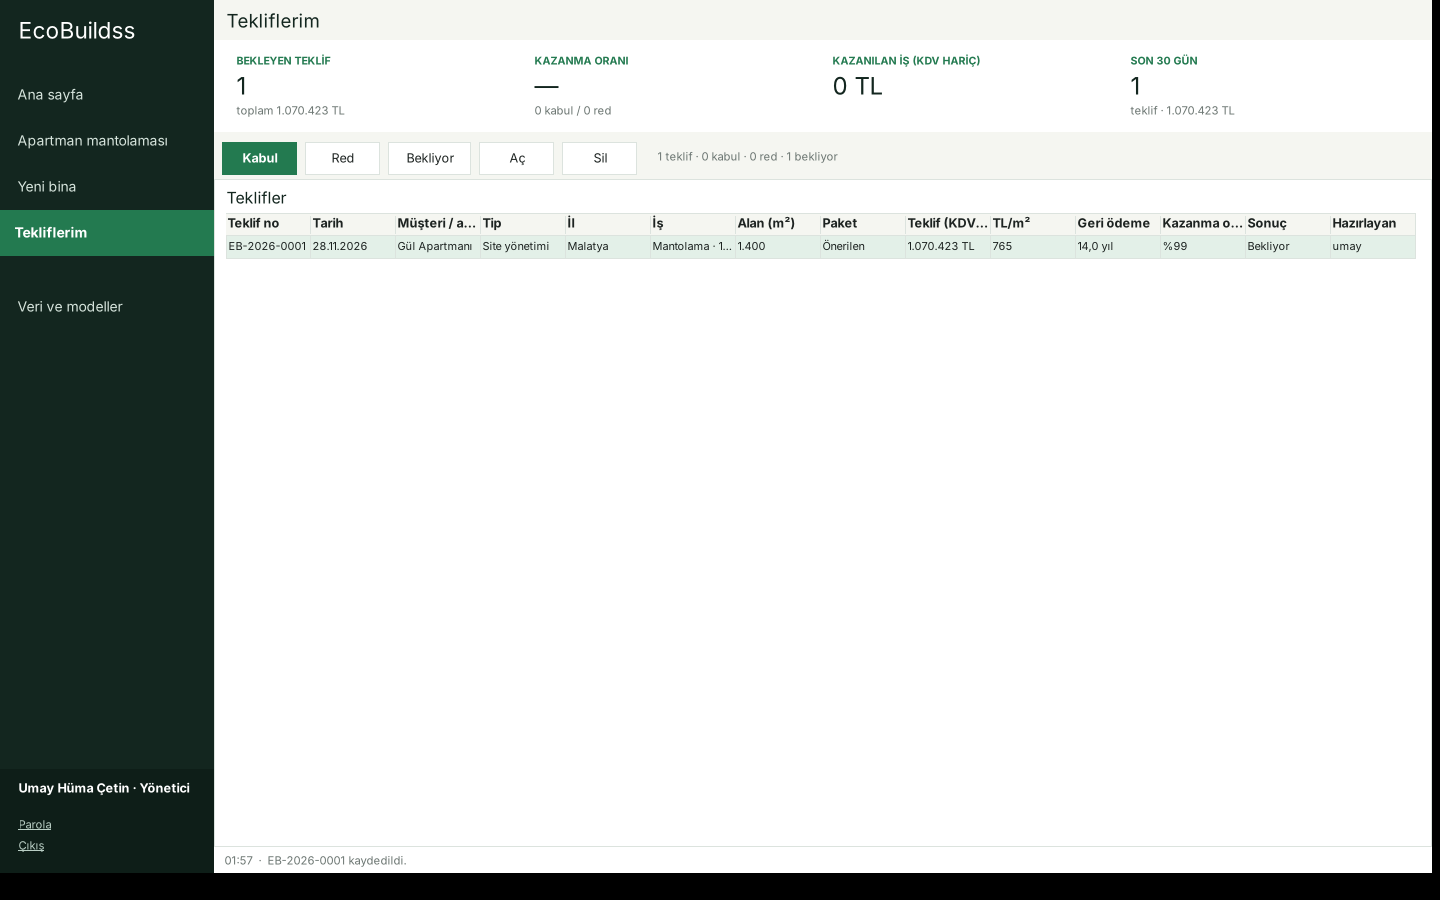 EcoBuildss
Ana sayfa
Apartman mantolaması
Yeni bina
Tekliflerim
Veri ve modeller
Umay Hüma Çetin · Yönetici
Parola
Çıkış
Tekliflerim
BEKLEYEN TEKLİF
1
toplam 1.070.423 TL
KAZANMA ORANI
—
0 kabul / 0 red
KAZANILAN İŞ (KDV HARİÇ)
0 TL
SON 30 GÜN
1
teklif · 1.070.423 TL
Kabul Red Bekliyor Aç Sil 1 teklif · 0 kabul · 0 red · 1 bekliyor
Teklifler
Teklif no Tarih Müşteri / a... Tip İl İş Alan (m²) Paket Teklif (KDV... TL/m² Geri ödeme Kazanma o... Sonuç Hazırlayan
EB-2026-0001 28.11.2026 Gül Apartmanı Site yönetimi Malatya Mantolama · 1... 1.400 Önerilen 1.070.423 TL 765 14,0 yıl %99 Bekliyor umay
01:57 · EB-2026-0001 kaydedildi.